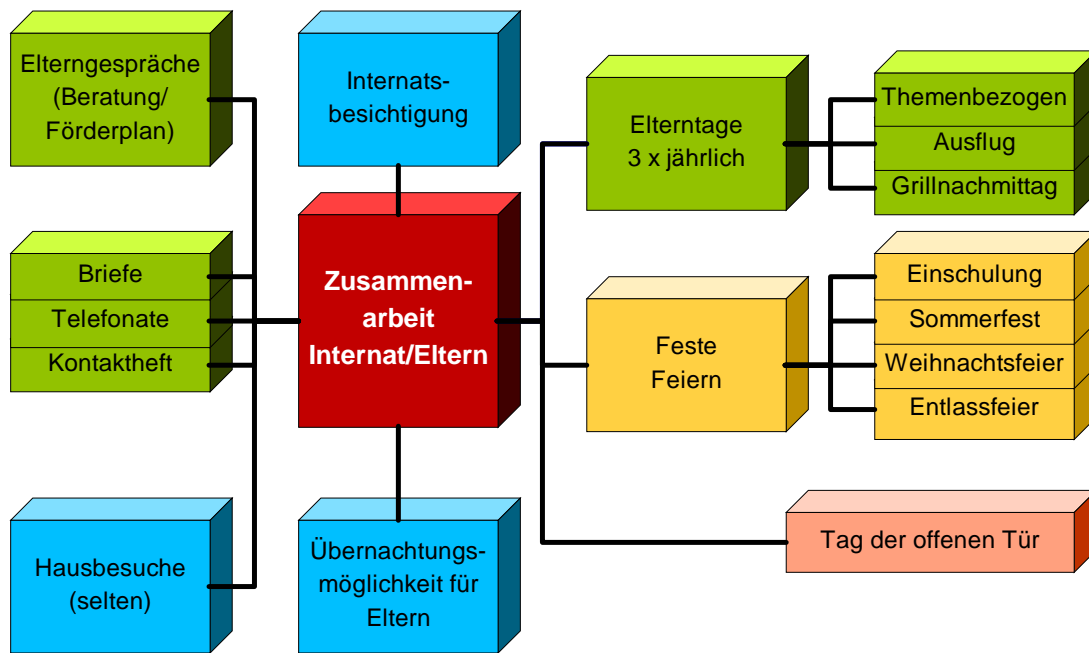 Elterngespräche
(Beratung/
Förderplan)
Internats-
besichtigung
Elterntage
3 x jährlich
Themenbezogen
Ausflug
Grillnachmittag
Briefe
Telefonate
Kontaktheft
Zusammen-
arbeit
Internat/Eltern
Feste
Feiern
Einschulung
Sommerfest
Weihnachtsfeier
Entlassfeier
Hausbesuche
(selten)
Übernachtungs-
möglichkeit für
Eltern
Tag der offenen Tür